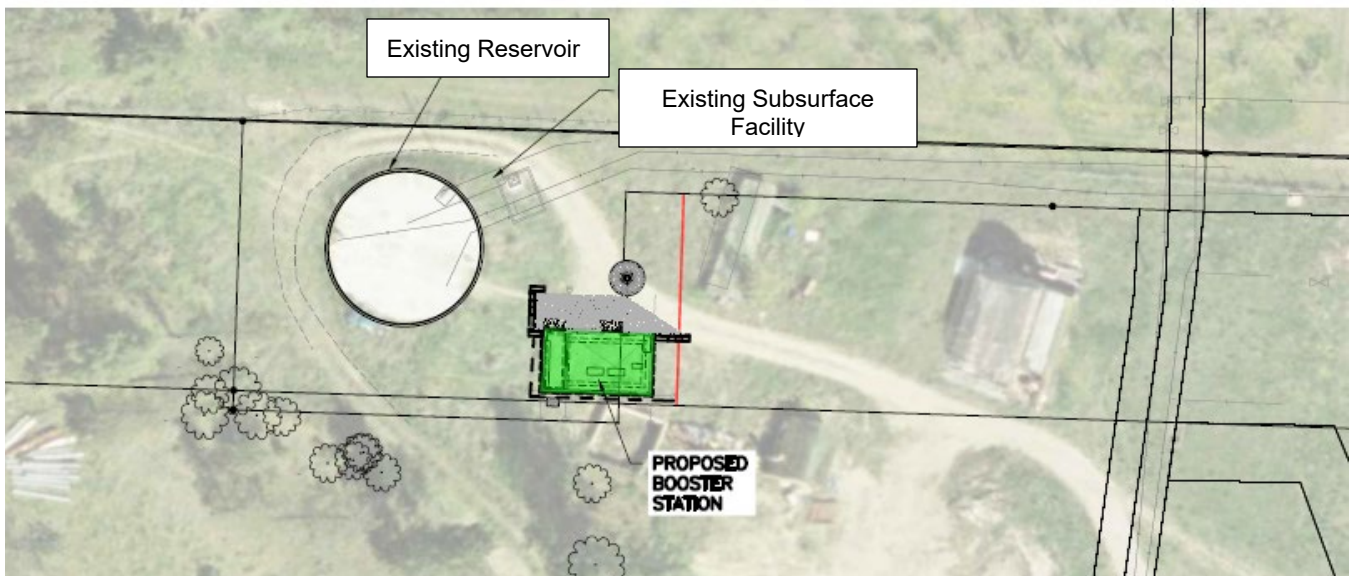 Existing Reservoir
Existing Subsurface
Facility
PROPOSED
BOOSTER
STATION